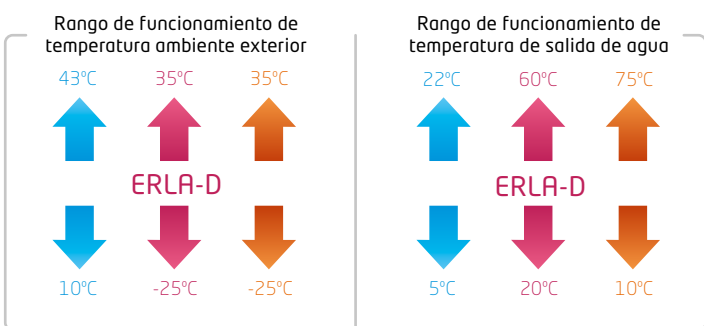 Rango de funcionamiento de
temperatura ambiente exterior
43ºC 35ºC 35ºC
ERLA-D
10ºC -25ºC -25ºC
Rango de funcionamiento de
temperatura de salida de agua
22ºC 60ºC 75ºC
ERLA-D
5ºC 20ºC 10ºC